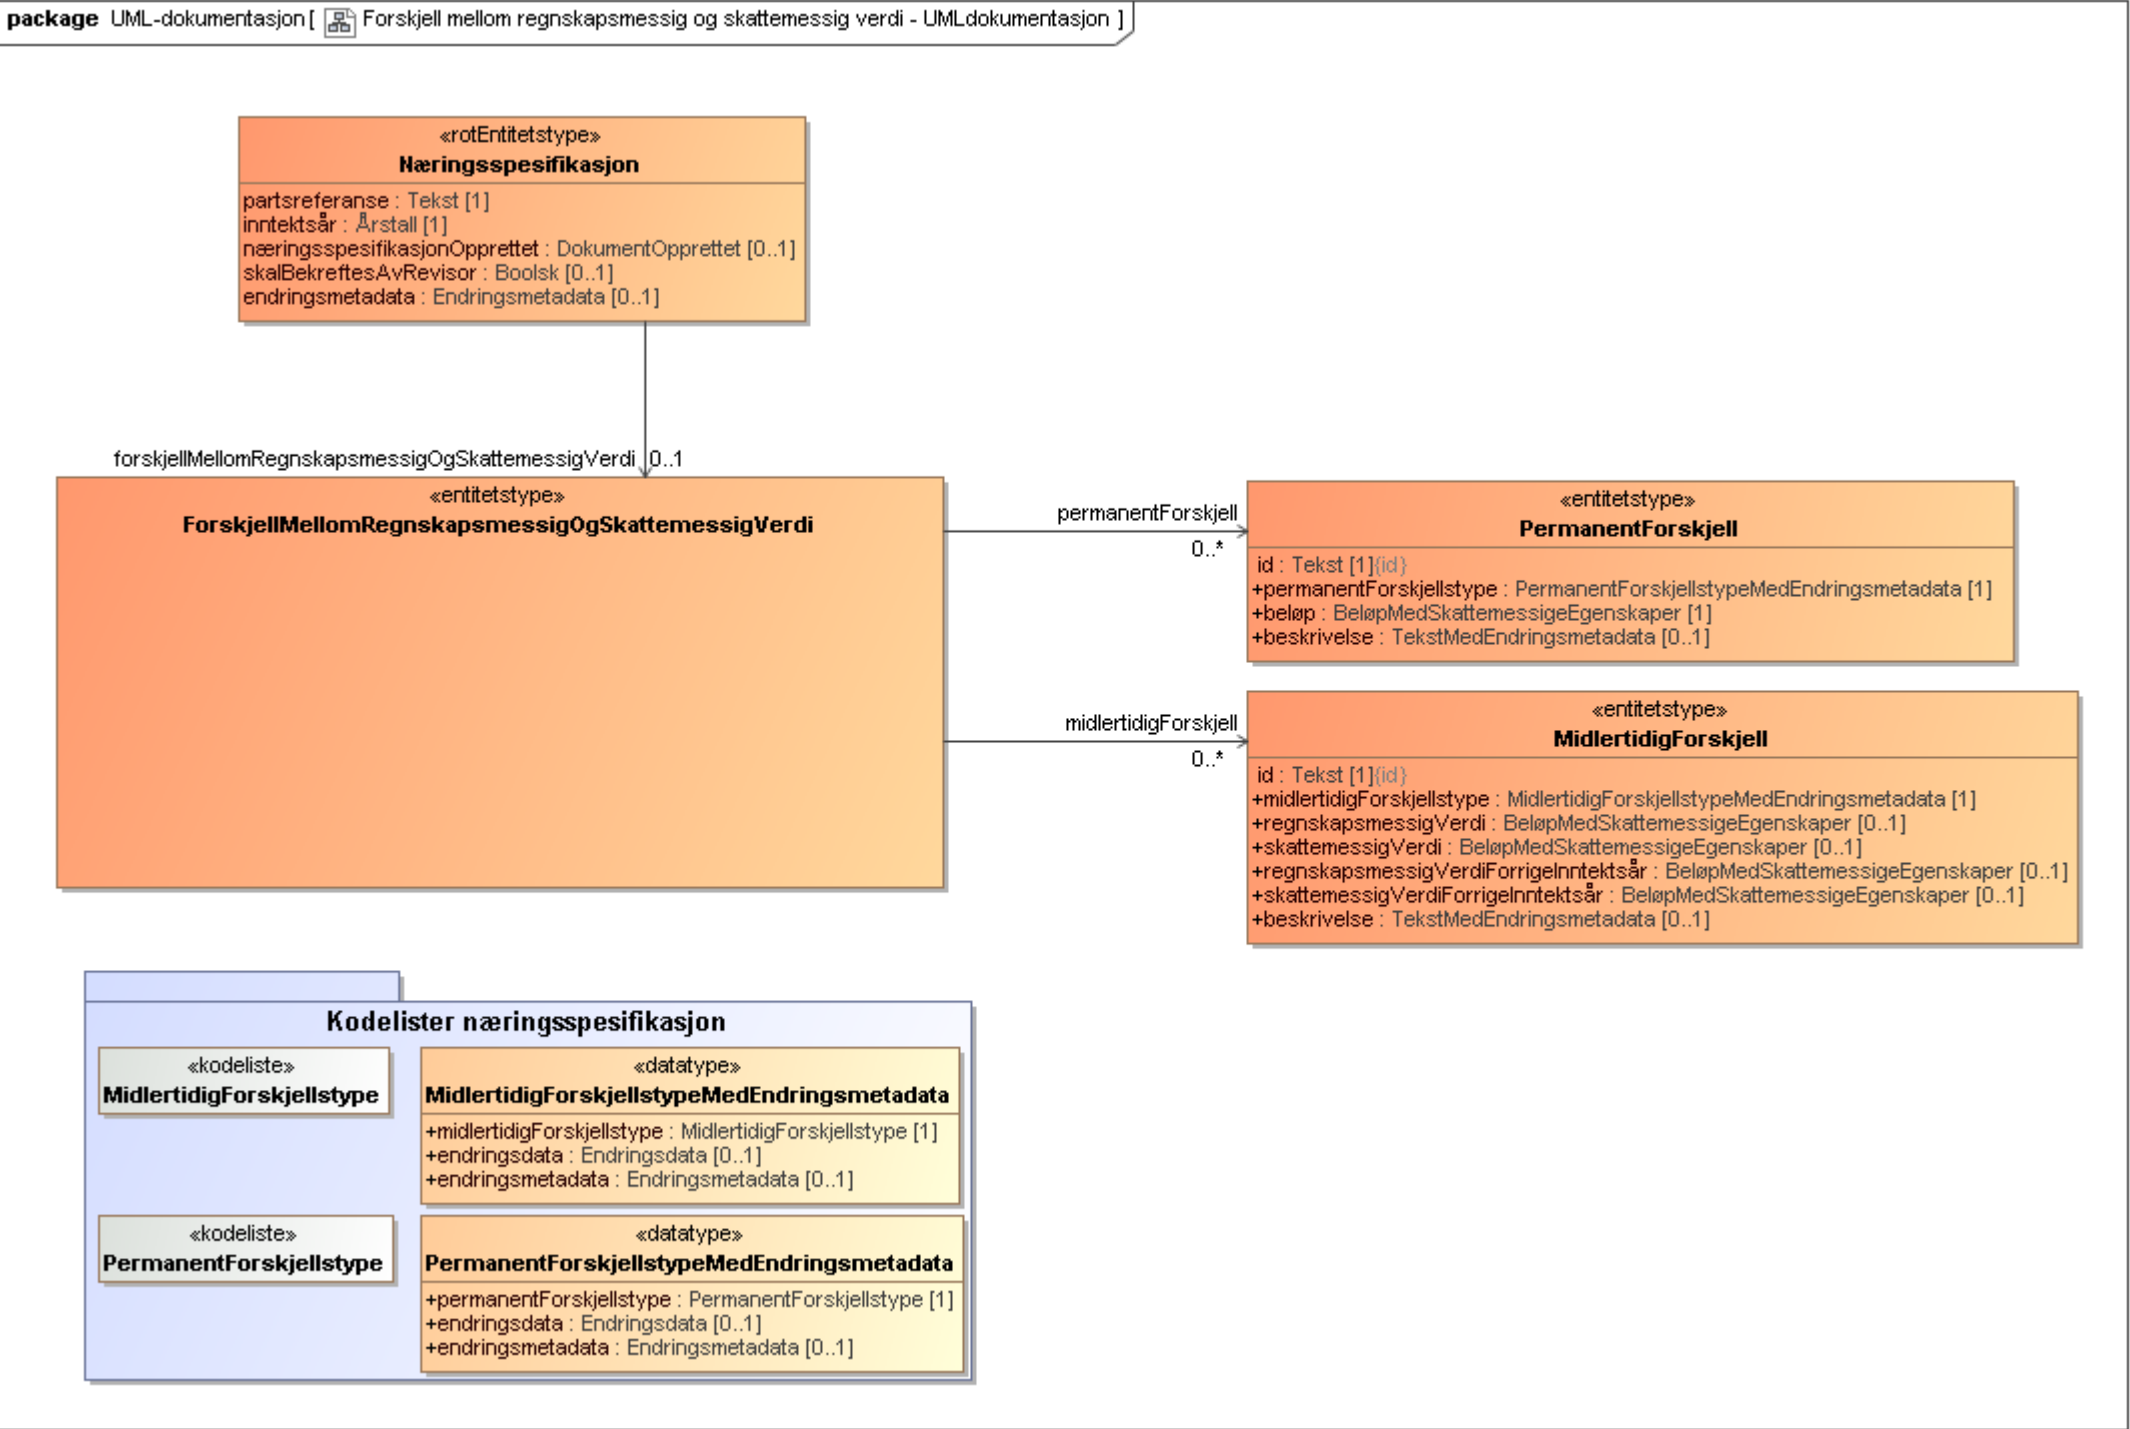 package UML-dokumentasjon [ Forskjell mellom regnskapsmessig og skattemessig verdi - UMLdokumentasjon ]
«rotEntitetstype»
Næringsspesifikasjon
partsreferanse : Tekst [1]
inntektsår : Årstall [1]
næringsspesifikasjonOpprettet : DokumentOpprettet [0..1]
skalBekreftesAvRevisor : Boolsk [0..1]
endringsmetadata : Endringsmetadata [0..1]
forskjellMellomRegnskapsmessigOgSkattemessigVerdi 0..1
«entitetstype»
ForskjellMellomRegnskapsmessigOgSkattemessigVerdi
permanentForskjell
0..*
«entitetstype»
PermanentForskjell
id : Tekst [1]{id}
+permanentForskjellstype : PermanentForskjellstypeMedEndringsmetadata [1]
+beløp : BeløpMedSkattemessigeEgenskaper [1]
+beskrivelse : TekstMedEndringsmetadata [0..1]
midlertidigForskjell
0..*
«entitetstype»
MidlertidigForskjell
id : Tekst [1]{id}
+midlertidigForskjellstype : MidlertidigForskjellstypeMedEndringsmetadata [1]
+regnskapsmessigVerdi : BeløpMedSkattemessigeEgenskaper [0..1]
+skattemessigVerdi : BeløpMedSkattemessigeEgenskaper [0..1]
+regnskapsmessigVerdiForrigeInntektsår : BeløpMedSkattemessigeEgenskaper [0..1]
+skattemessigVerdiForrigeInntektsår : BeløpMedSkattemessigeEgenskaper [0..1]
+beskrivelse : TekstMedEndringsmetadata [0..1]
Kodelister næringsspesifikasjon
«kodeliste»
MidlertidigForskjellstype
«datatype»
MidlertidigForskjellstypeMedEndringsmetadata
+midlertidigForskjellstype : MidlertidigForskjellstype [1]
+endringsdata : Endringsdata [0..1]
+endringsmetadata : Endringsmetadata [0..1]
«kodeliste»
PermanentForskjellstype
«datatype»
PermanentForskjellstypeMedEndringsmetadata
+permanentForskjellstype : PermanentForskjellstype [1]
+endringsdata : Endringsdata [0..1]
+endringsmetadata : Endringsmetadata [0..1]